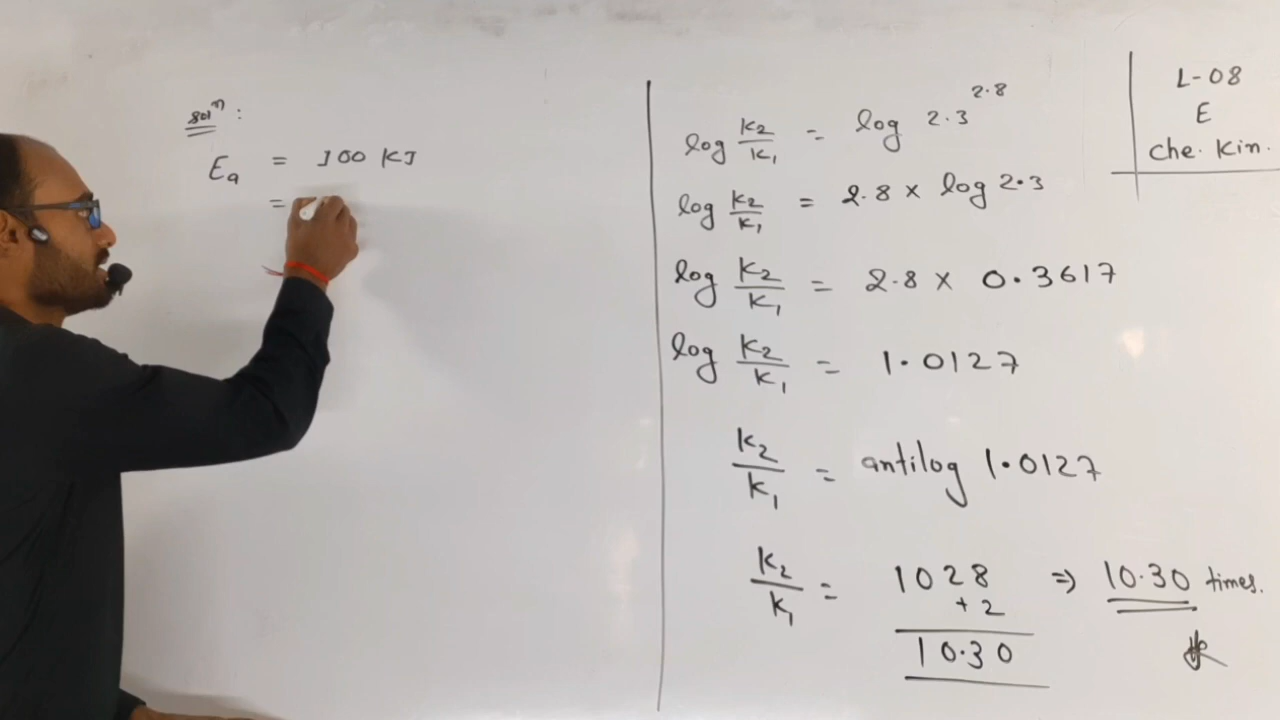 solⁿ :
Ea = 100 KJ
=
log K₂/K₁ = log 2.3^2.8
log K₂/K₁ = 2.8 × log 2.3
log K₂/K₁ = 2.8 × 0.3617
log K₂/K₁ = 1.0127
K₂/K₁ = antilog 1.0127
K₂/K₁ = 1028 ⇒ 10.30 times.
+2
10.30
L-08
E
Che. Kin.